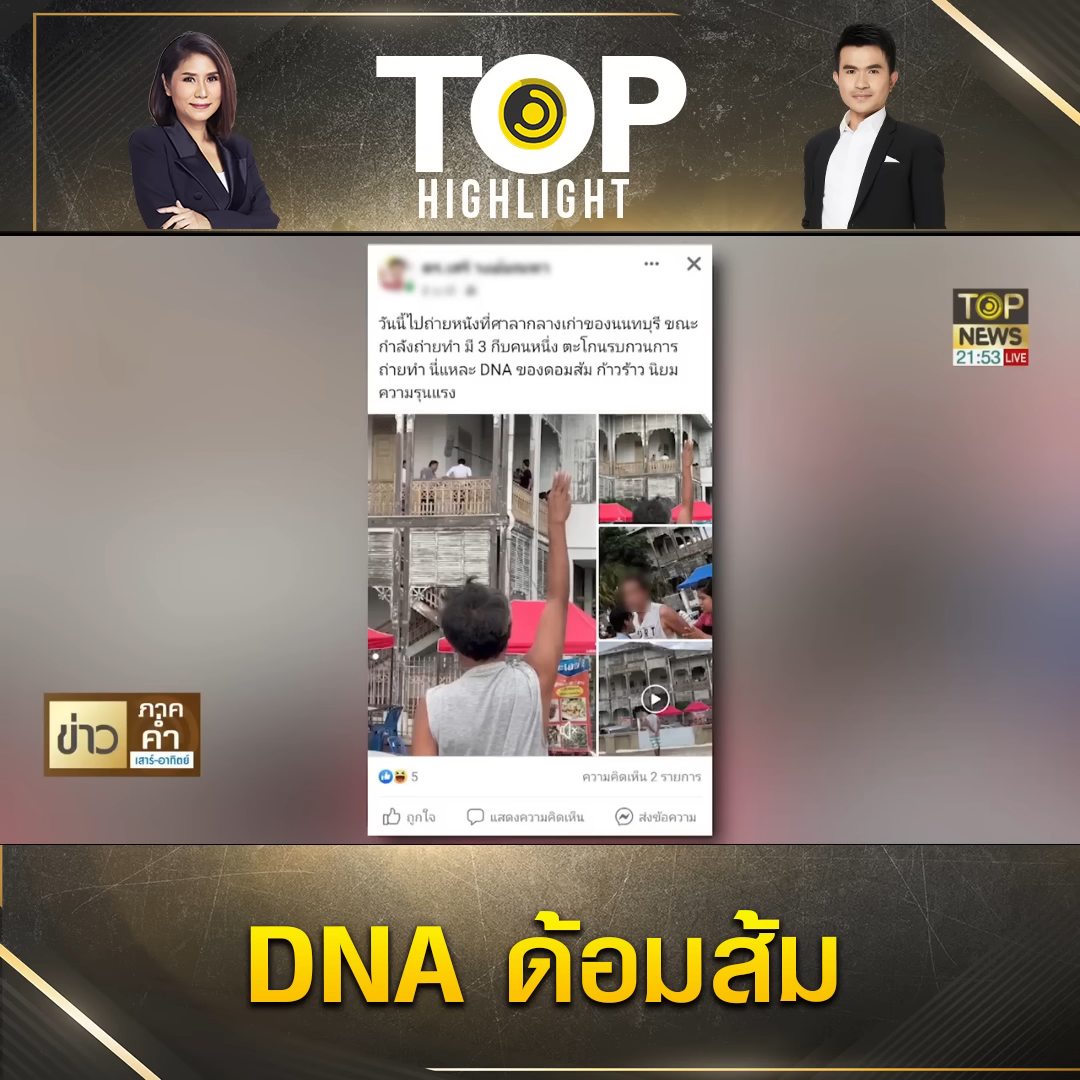 TOP
HIGHLIGHT
TOP
NEWS
21:53 LIVE
วันนี้ไปถ่ายหนังที่ศาลากลางเก่าของนนทบุรี ขณะ
กำลังถ่ายทำ มี 3 กีบคนหนึ่ง ตะโกนรบกวนการ
ถ่ายทำ นี่แหละ DNA ของดอมส้ม ก้าวร้าว นิยม
ความรุนแรง
ข่าว
ภาค
ค่ำ
เสาร์-อาทิตย์
5
ความคิดเห็น 2 รายการ
ถูกใจ
แสดงความคิดเห็น
ส่งข้อความ
DNA ด้อมส้ม